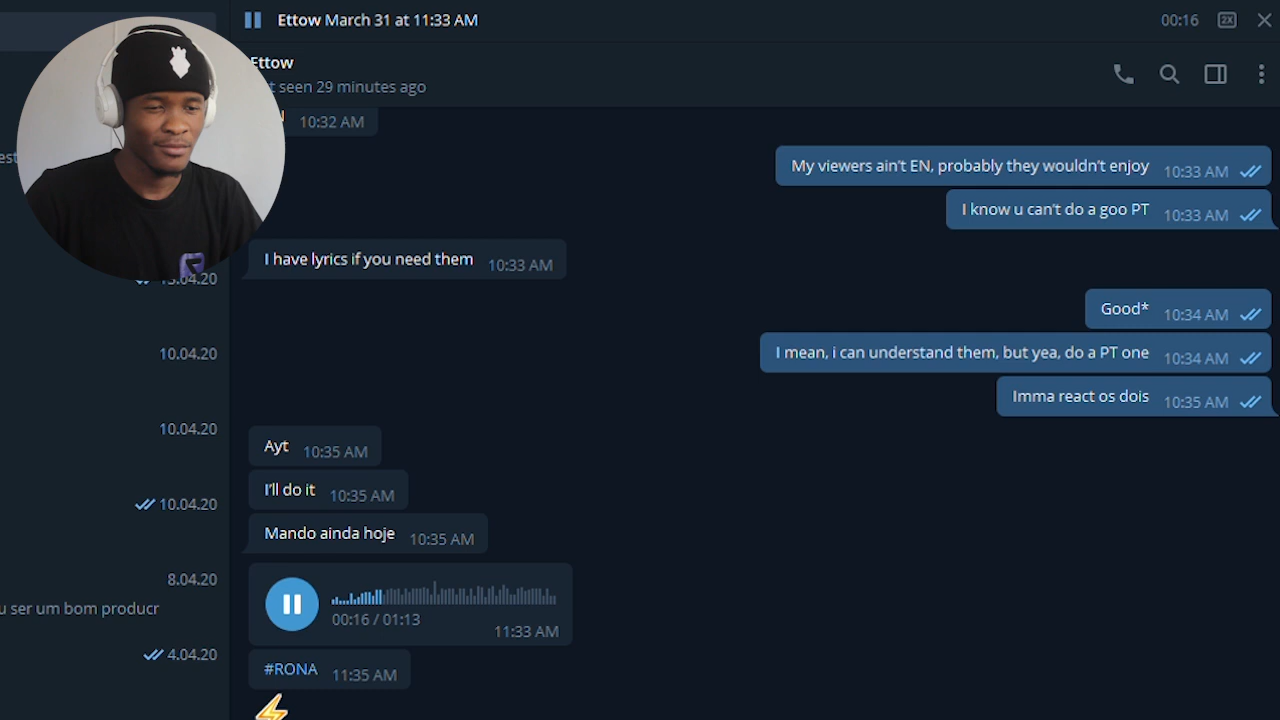 Ettow March 31 at 11:33 AM
00:16
2X
Ettow
seen 29 minutes ago
10:32 AM
My viewers ain't EN, probably they wouldn't enjoy 10:33 AM
I know u can't do a goo PT 10:33 AM
I have lyrics if you need them 10:33 AM
Good* 10:34 AM
I mean, i can understand them, but yea, do a PT one 10:34 AM
Imma react os dois 10:35 AM
Ayt 10:35 AM
I'll do it 10:35 AM
Mando ainda hoje 10:35 AM
00:16 / 01:13
11:33 AM
#RONA 11:35 AM
13.04.20
10.04.20
10.04.20
10.04.20
8.04.20
u ser um bom producr
4.04.20